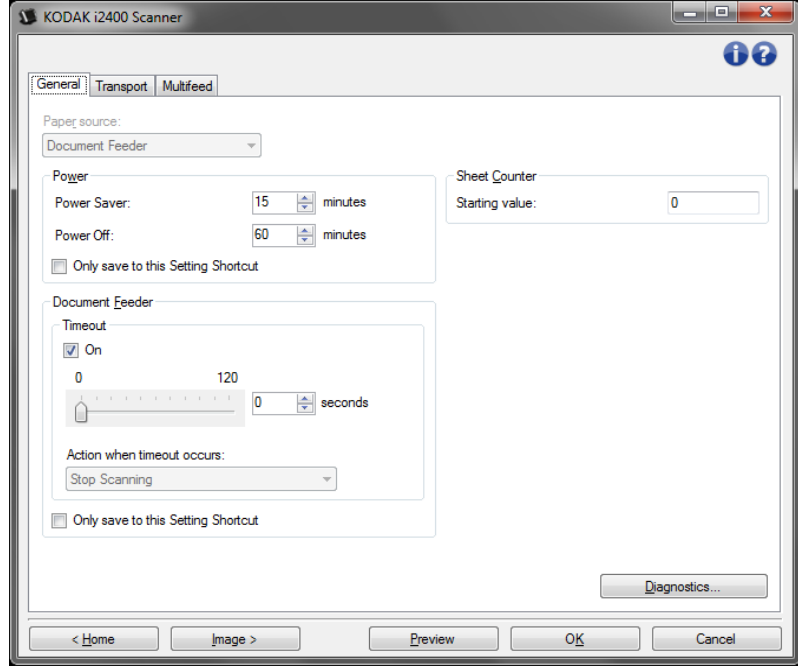 KODAK i2400 Scanner
General Transport Multifeed
Paper source:
Document Feeder
Power
Power Saver: 15 minutes
Power Off: 60 minutes
Only save to this Setting Shortcut
Sheet Counter
Starting value: 0
Document Feeder
Timeout
On
0 120
0 seconds
Action when timeout occurs:
Stop Scanning
Only save to this Setting Shortcut
Diagnostics...
< Home Image > Preview OK Cancel